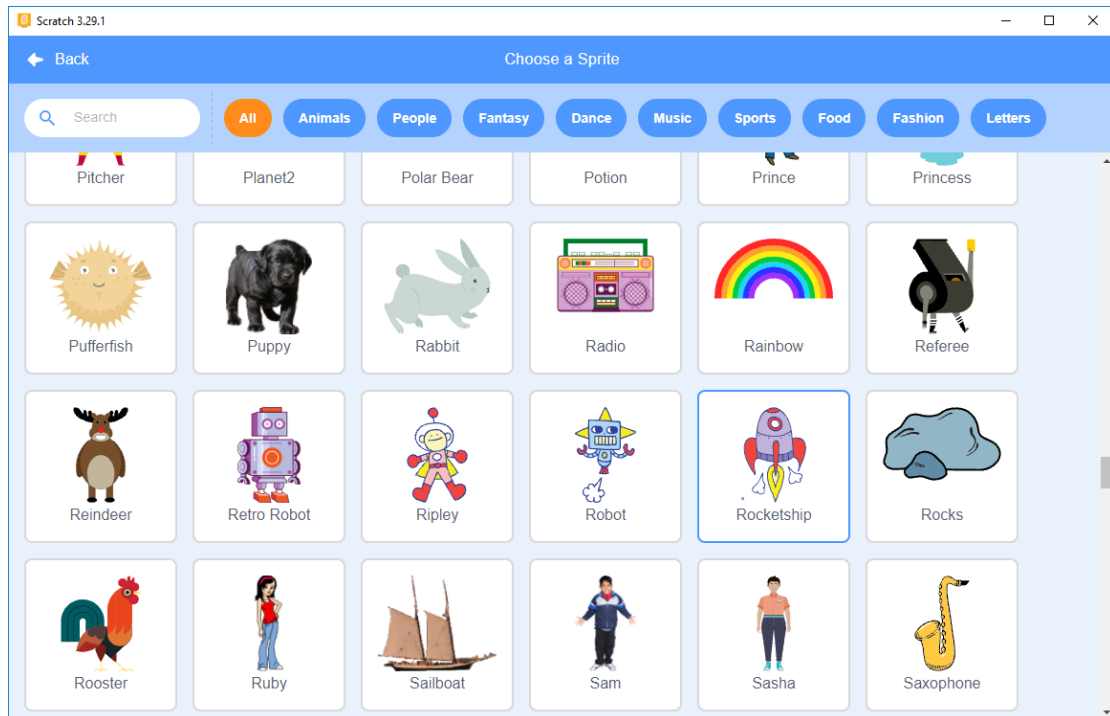 Scratch 3.29.1
Back
Choose a Sprite
Search
All Animals People Fantasy Dance Music Sports Food Fashion Letters
Pitcher Planet2 Polar Bear Potion Prince Princess
Pufferfish Puppy Rabbit Radio Rainbow Referee
Reindeer Retro Robot Ripley Robot Rocketship Rocks
Rooster Ruby Sailboat Sam Sasha Saxophone